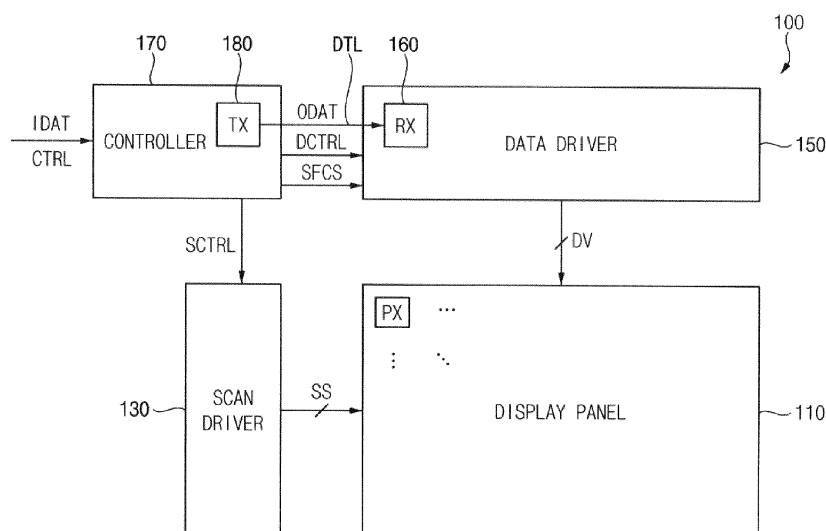 100
170
180
DTL
160
IDAT
CTRL
CONTROLLER
TX
ODAT
DCTRL
SFCS
RX
DATA DRIVER
150
SCTRL
DV
PX
...
130
SCAN
DRIVER
SS
DISPLAY PANEL
110